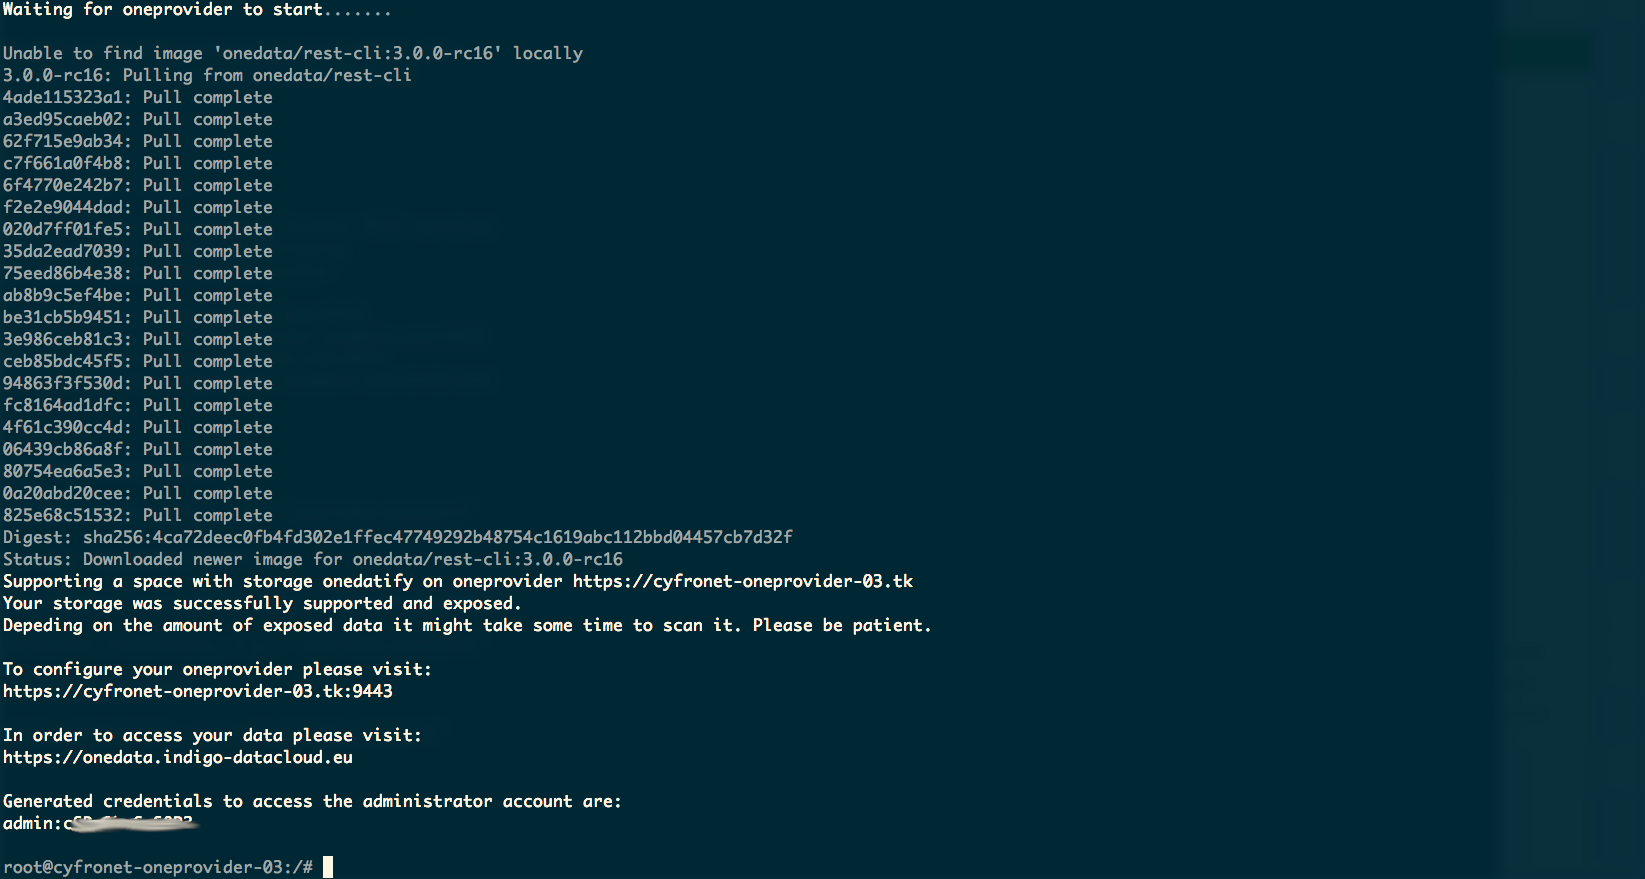 Waiting for oneprovider to start.......
Unable to find image 'onedata/rest-cli:3.0.0-rc16' locally
3.0.0-rc16: Pulling from onedata/rest-cli
4ade115323a1: Pull complete
a3ed95caeb02: Pull complete
62f715e9ab34: Pull complete
c7f661a0f4b8: Pull complete
6f4770e242b7: Pull complete
f2e2e9044dad: Pull complete
020d7ff01fe5: Pull complete
35da2ead7039: Pull complete
75eed86b4e38: Pull complete
ab8b9c5ef4be: Pull complete
be31cb5b9451: Pull complete
3e986ceb81c3: Pull complete
ceb85bdc45f5: Pull complete
94863f3f530d: Pull complete
fc8164ad1dfc: Pull complete
4f61c390cc4d: Pull complete
06439cb86a8f: Pull complete
80754ea6a5e3: Pull complete
0a20abd20cee: Pull complete
825e68c51532: Pull complete
Digest: sha256:4ca72deec0fb4fd302e1ffec47749292b48754c1619abc112bbd04457cb7d32f
Status: Downloaded newer image for onedata/rest-cli:3.0.0-rc16
Supporting a space with storage onedatify on oneprovider https://cyfronet-oneprovider-03.tk
Your storage was successfully supported and exposed.
Depeding on the amount of exposed data it might take some time to scan it. Please be patient.
To configure your oneprovider please visit:
https://cyfronet-oneprovider-03.tk:9443
In order to access your data please visit:
https://onedata.indigo-datacloud.eu
Generated credentials to access the administrator account are:
admin:
root@cyfronet-oneprovider-03:/#